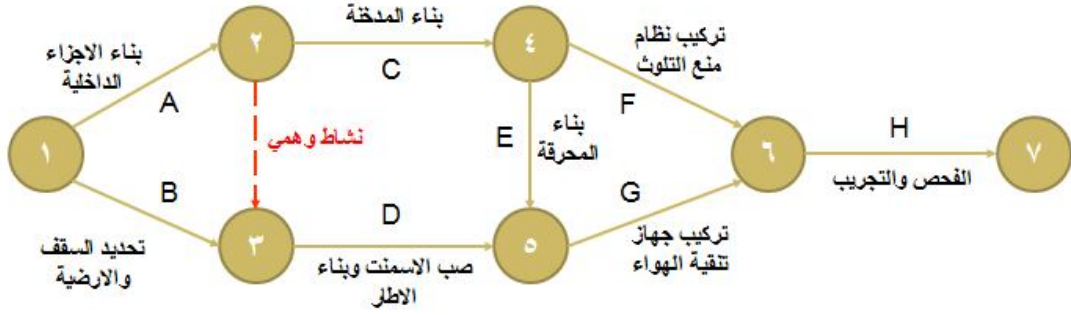 بناء المدخنة
٢
٤
C
تركيب نظام
منع التلوث
بناء الاجزاء
الداخلية
A
F
H
نشاط وهمي
بناء
المحرقة
E
١
٦
٧
B
D
G
الفحص والتجريب
٣
٥
تحديد السقف
والارضية
صب الاسمنت وبناء
الاطار
تركيب جهاز
تنقية الهواء